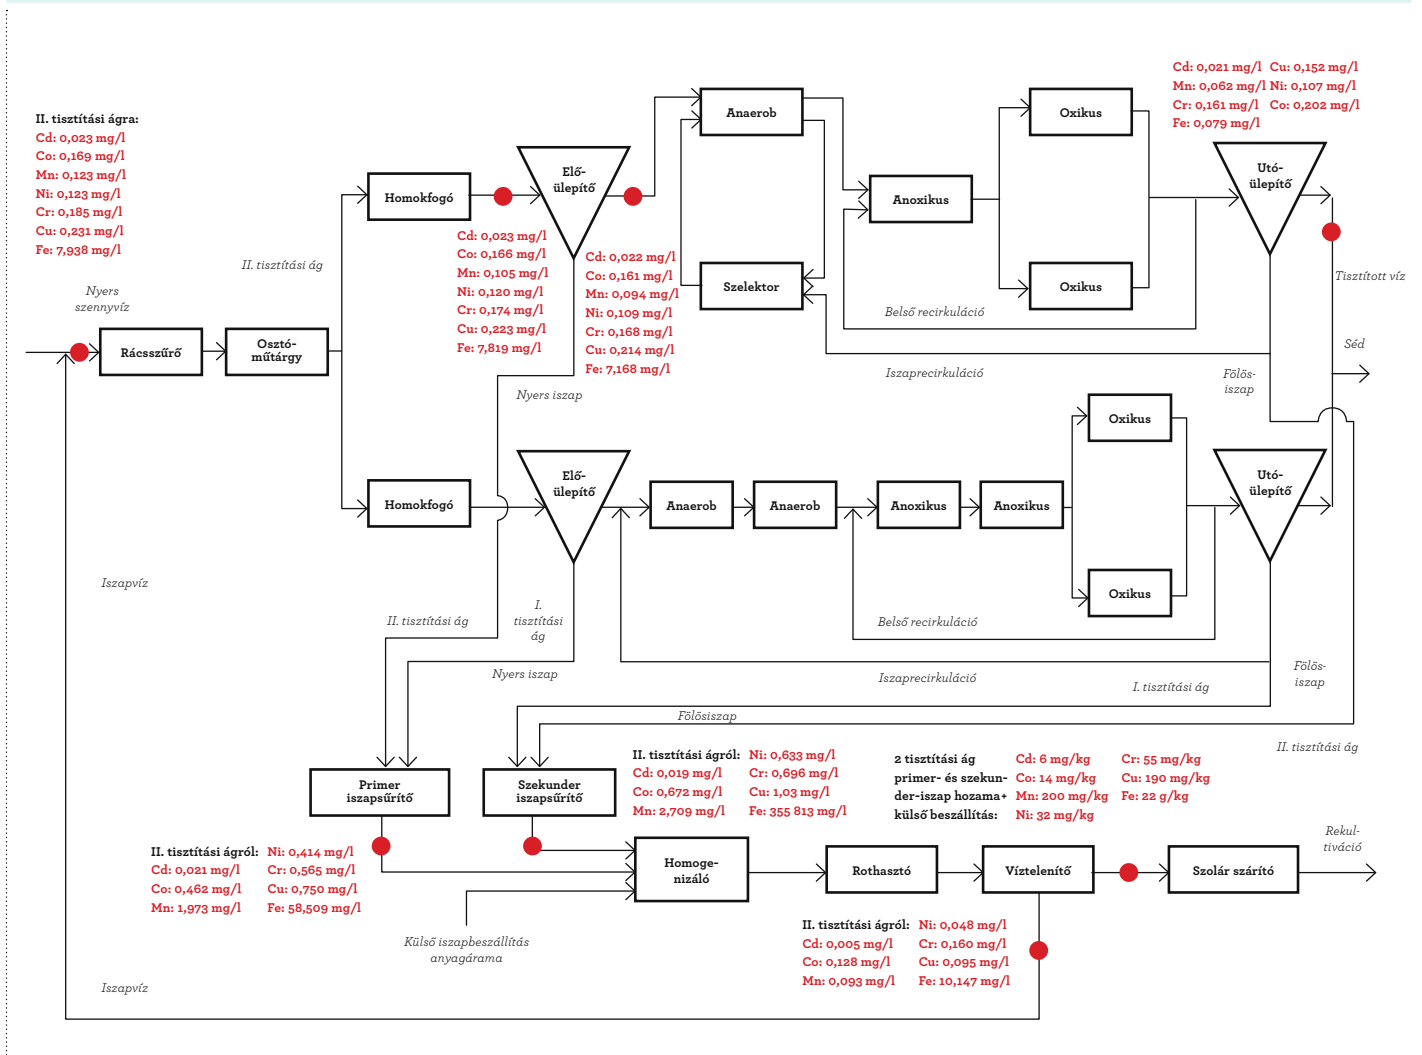 II. tisztítási ágra:
Cd: 0,023 mg/l
Co: 0,169 mg/l
Mn: 0,123 mg/l
Ni: 0,123 mg/l
Cr: 0,185 mg/l
Cu: 0,231 mg/l
Fe: 7,938 mg/l
Nyers
szennyvíz
Rácsszűrő
Osztó-
műtárgy
II. tisztítási ág
Homokfogó
Elő-
ülepítő
Cd: 0,023 mg/l
Co: 0,166 mg/l
Mn: 0,105 mg/l
Ni: 0,120 mg/l
Cr: 0,174 mg/l
Cu: 0,223 mg/l
Fe: 7,819 mg/l
Cd: 0,022 mg/l
Co: 0,161 mg/l
Mn: 0,094 mg/l
Ni: 0,109 mg/l
Cr: 0,168 mg/l
Cu: 0,214 mg/l
Fe: 7,168 mg/l
Nyers iszap
Anaerob
Szelektor
Anoxikus
Oxikus
Oxikus
Belső recirkuláció
Iszaprecirkuláció
Cd: 0,021 mg/l Cu: 0,152 mg/l
Mn: 0,062 mg/l Ni: 0,107 mg/l
Cr: 0,161 mg/l Co: 0,202 mg/l
Fe: 0,079 mg/l
Utó-
ülepítő
Tisztított víz
Séd
Fölös-
iszap
Homokfogó
Elő-
ülepítő
Anaerob
Anaerob
Anoxikus
Anoxikus
Oxikus
Oxikus
Utó-
ülepítő
Iszapvíz
II. tisztítási ág
I.
tisztítási
ág
Nyers iszap
Belső recirkuláció
Iszaprecirkuláció
I. tisztítási ág
Fölös-
iszap
Fölösiszap
II. tisztítási ág
Primer
iszapsűrítő
Szekunder
iszapsűrítő
II. tisztítási ágról: Ni: 0,633 mg/l
Cd: 0,019 mg/l Cr: 0,696 mg/l
Co: 0,672 mg/l Cu: 1,03 mg/l
Mn: 2,709 mg/l Fe: 355 813 mg/l
2 tisztítási ág Cd: 6 mg/kg Cr: 55 mg/kg
primer- és szekun- Co: 14 mg/kg Cu: 190 mg/kg
der-iszap hozama+ Mn: 200 mg/kg Fe: 22 g/kg
külső beszállítás: Ni: 32 mg/kg
II. tisztítási ágról: Ni: 0,414 mg/l
Cd: 0,021 mg/l Cr: 0,565 mg/l
Co: 0,462 mg/l Cu: 0,750 mg/l
Mn: 1,973 mg/l Fe: 58,509 mg/l
Homoge-
nizáló
Rothasztó
Víztelenítő
Szolár szárító
Rekul-
tiváció
Külső iszapbeszállítás
anyagárama
II. tisztítási ágról: Ni: 0,048 mg/l
Cd: 0,005 mg/l Cr: 0,160 mg/l
Co: 0,128 mg/l Cu: 0,095 mg/l
Mn: 0,093 mg/l Fe: 10,147 mg/l
Iszapvíz